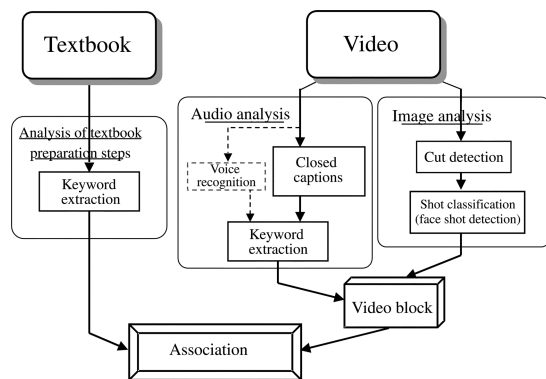 Textbook
Video
Analysis of textbook
preparation steps
Keyword
extraction
Audio analysis
Voice
recognition
Closed
captions
Keyword
extraction
Image analysis
Cut detection
Shot classification
(face shot detection)
Video block
Association